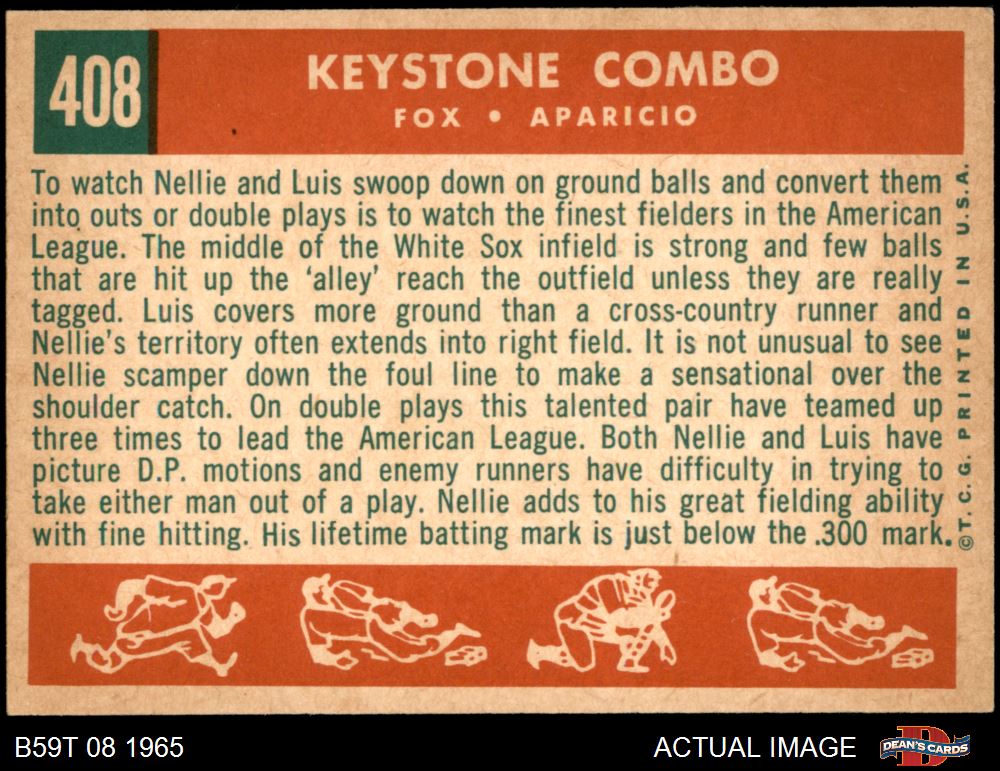 408
KEYSTONE COMBO
FOX • APARICIO
To watch Nellie and Luis swoop down on ground balls and convert them
into outs or double plays is to watch the finest fielders in the American
League. The middle of the White Sox infield is strong and few balls
that are hit up the 'alley' reach the outfield unless they are really
tagged. Luis covers more ground than a cross-country runner and
Nellie's territory often extends into right field. It is not unusual to see
Nellie scamper down the foul line to make a sensational over the
shoulder catch. On double plays this talented pair have teamed up
three times to lead the American League. Both Nellie and Luis have
picture D.P. motions and enemy runners have difficulty in trying to
take either man out of a play. Nellie adds to his great fielding ability
with fine hitting. His lifetime batting mark is just below the .300 mark.
©T.C.G. PRINTED IN U.S.A.
B59T 08 1965
ACTUAL IMAGE
DEAN'S CARDS